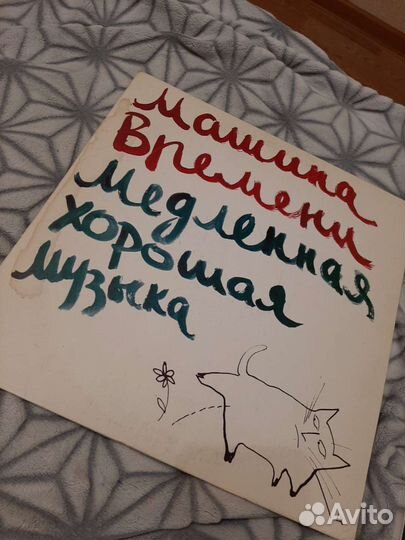 машина
Времени
медленная
хорошая
музыка
Avito